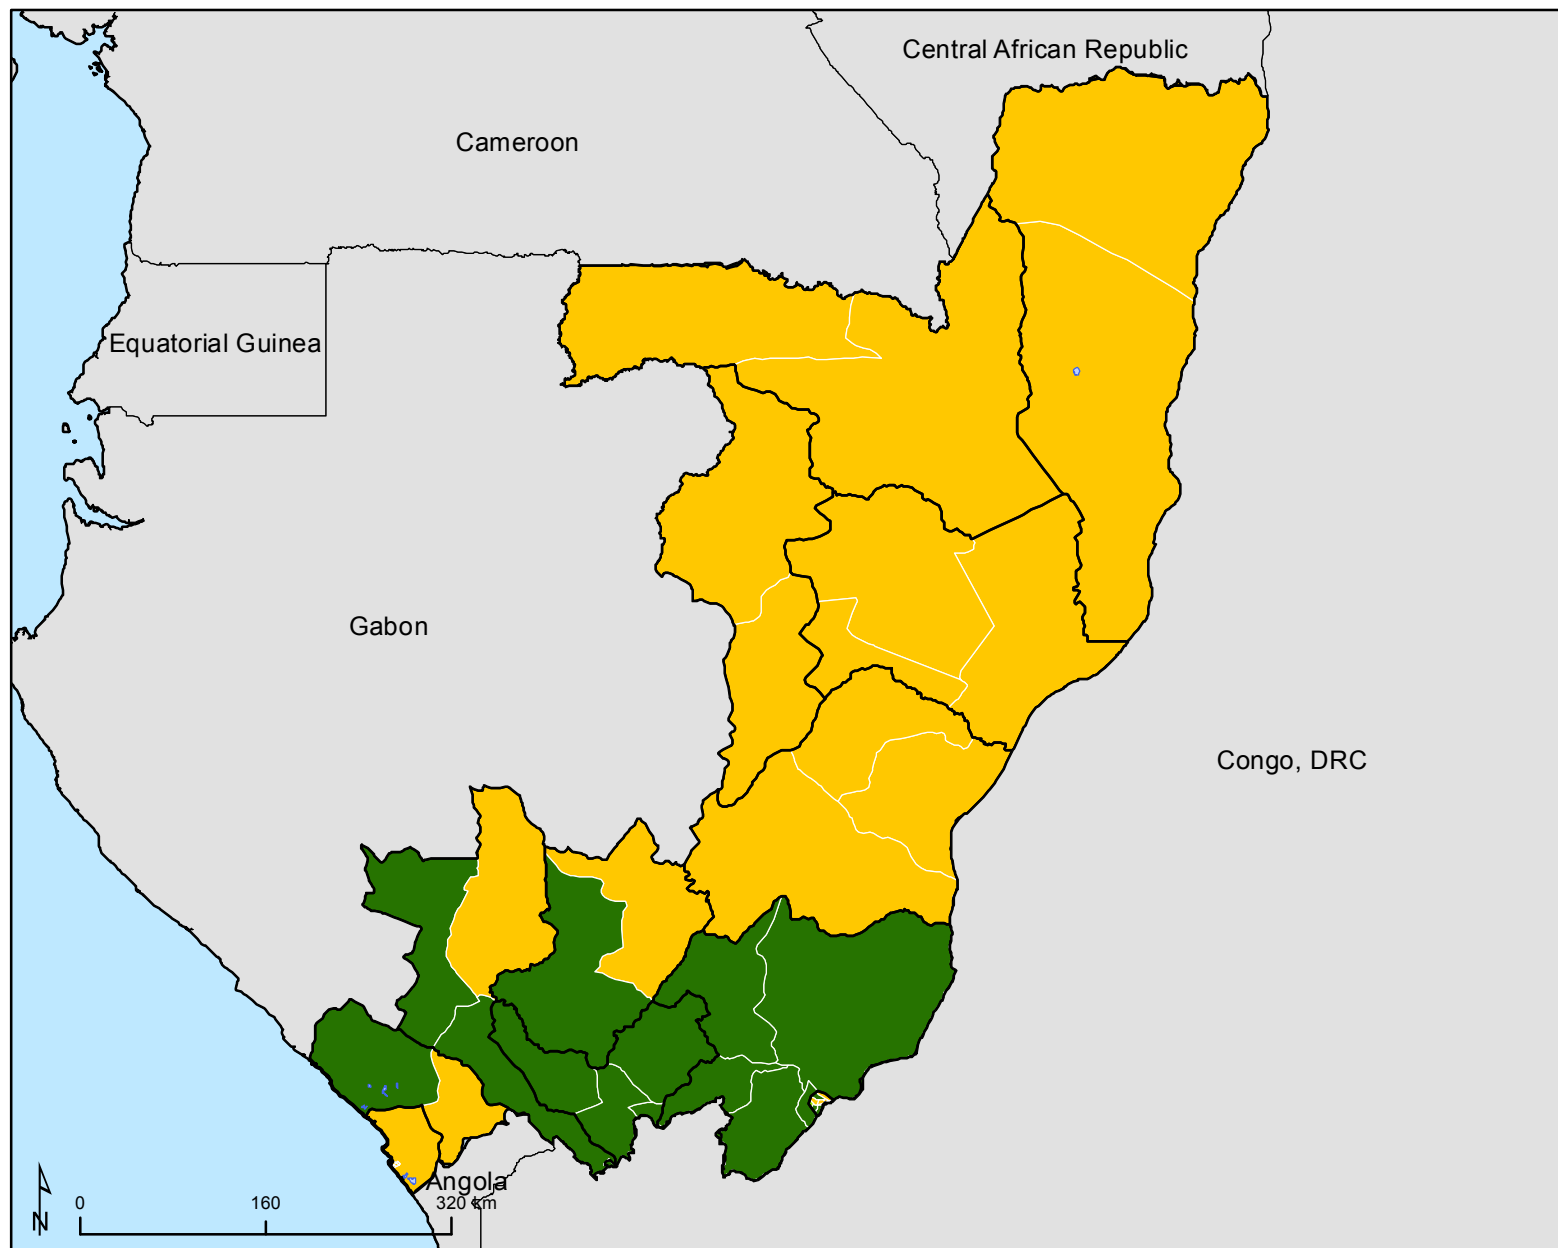 Central African Republic
Cameroon
Equatorial Guinea
Gabon
Congo, DRC
Angola
0 160 320 km
N